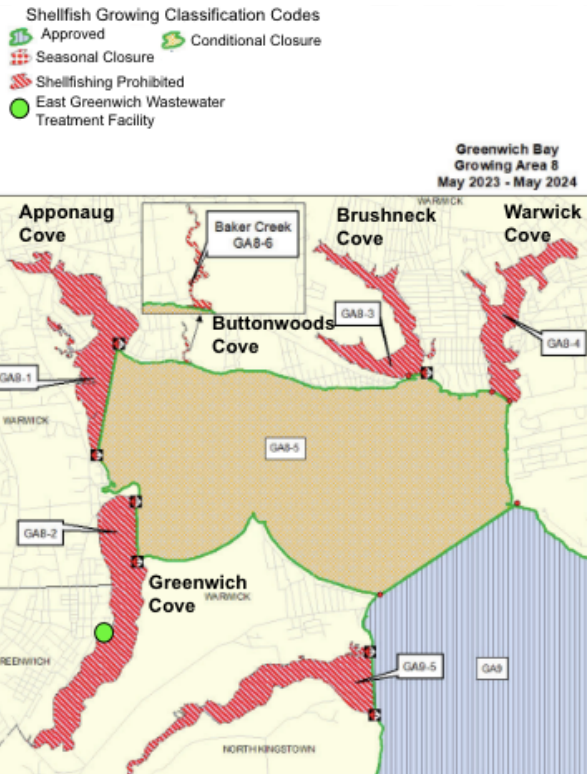 Shellfish Growing Classification Codes
Approved
Conditional Closure
Seasonal Closure
Shellfishing Prohibited
East Greenwich Wastewater
Treatment Facility
Greenwich Bay
Growing Area 8
May 2023 - May 2024
WARWICK
Apponaug
Cove
Baker Creek
GA8-6
Brushneck
Cove
Warwick
Cove
Buttonwoods
Cove
GA8-3
GA8-4
GA8-1
WARWICK
GA8-5
GA8-2
Greenwich
Cove
WARWICK
REENWICH
GA9-5
GA9
NORTH KINGSTOWN